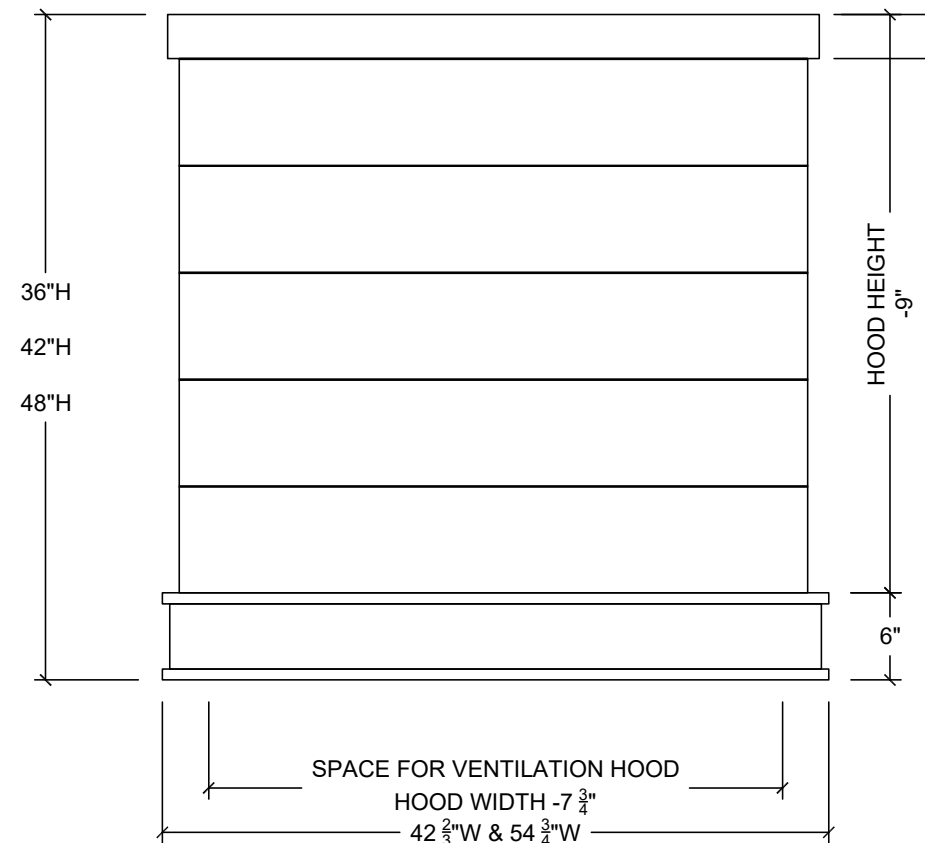 36"H
42"H
48"H
HOOD HEIGHT
-9"
6"
SPACE FOR VENTILATION HOOD
HOOD WIDTH -7 3/4"
42 2/3"W & 54 3/4"W